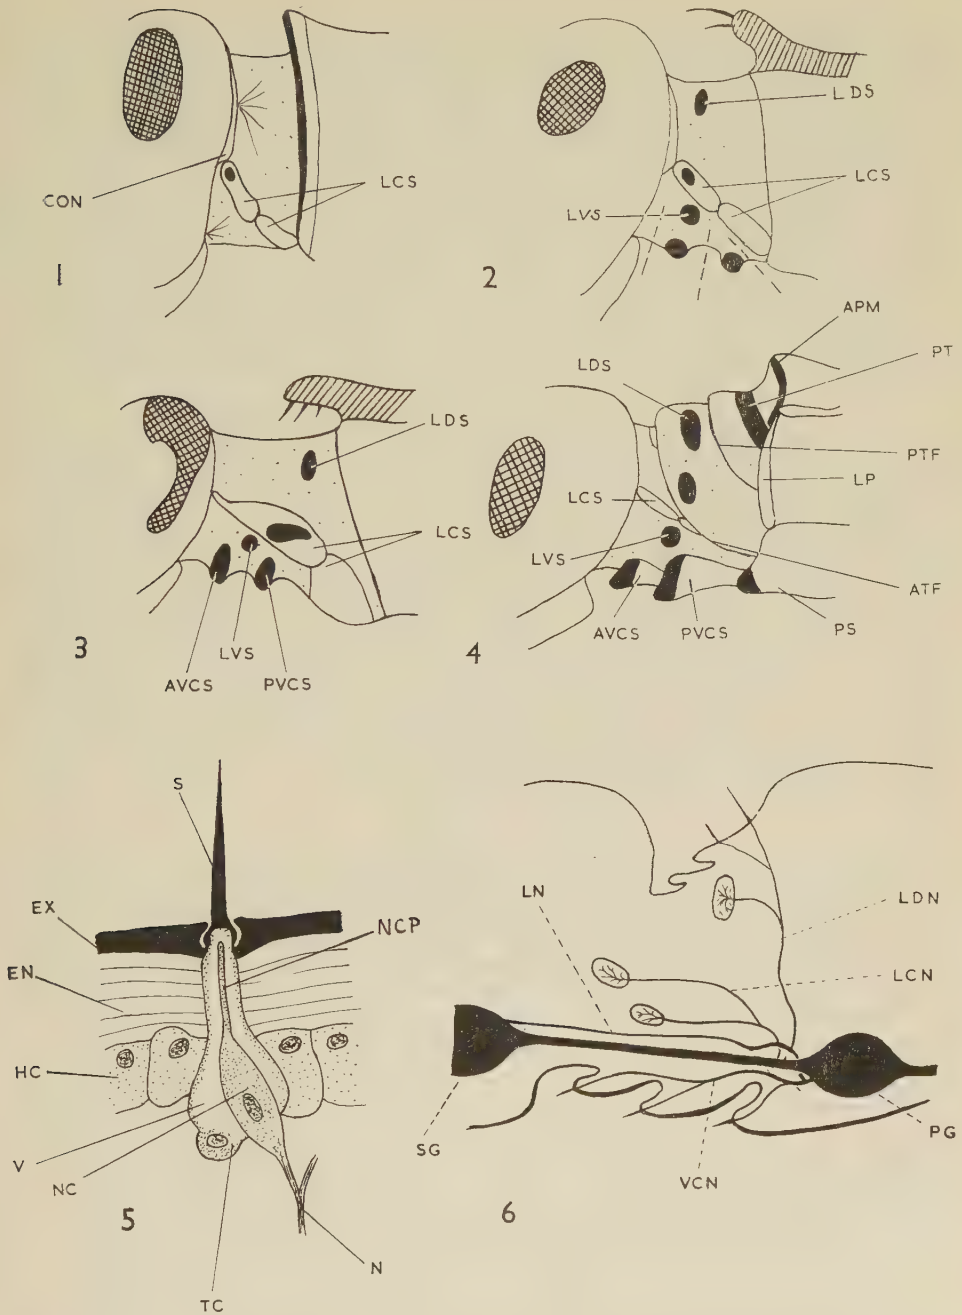 CON
LCS
1
LDS
LCS
LVS
2
LDS
LCS
LVS
AVCS
PVCS
3
APM
PT
LDS
PTF
LP
LCS
LVS
ATF
AVCS
PVCS
PS
4
S
EX
NCP
EN
HC
V
NC
TC
N
5
LN
LDN
LCN
SG
VCN
PG
6